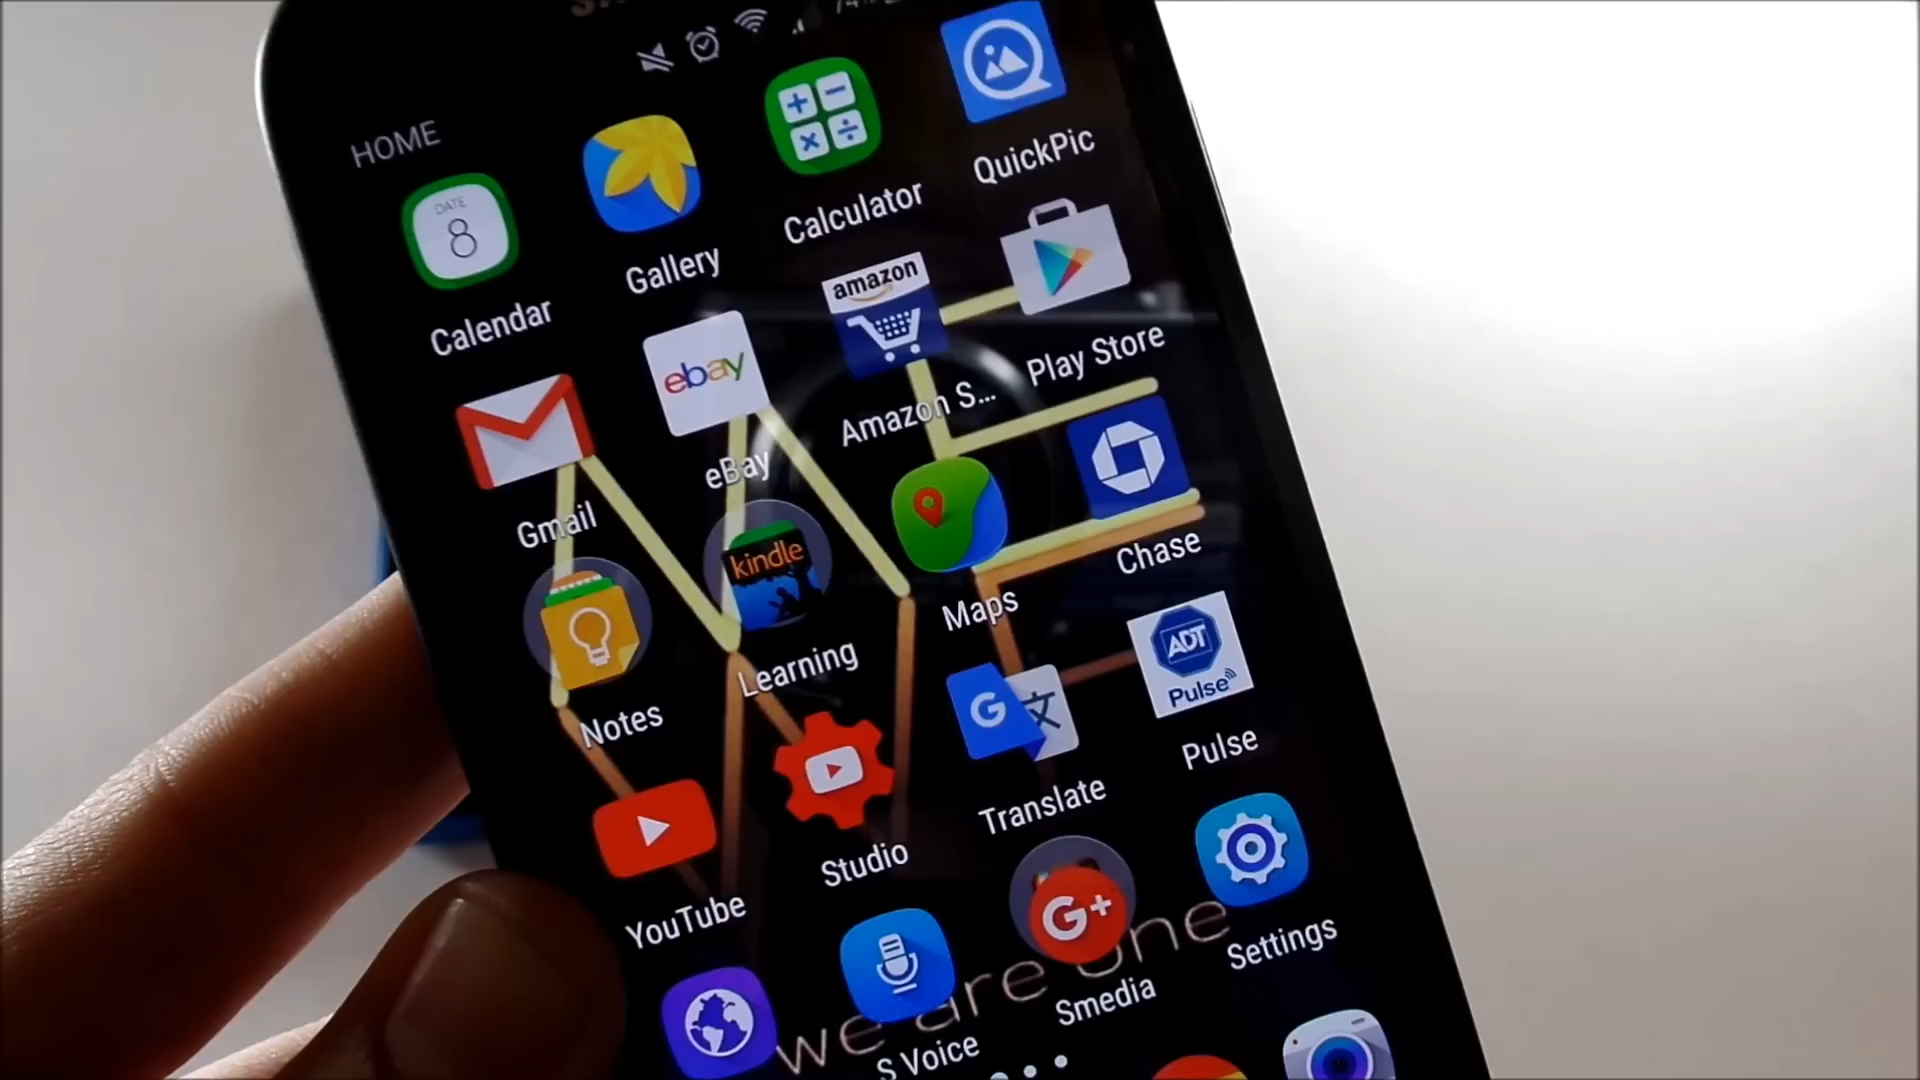 HOME
DATE
8
Calendar
Gallery
Calculator
QuickPic
Gmail
ebay
eBay
amazon
Amazon S...
Play Store
Notes
kindle
Learning
Maps
Chase
YouTube
Studio
G
文
Translate
ADT
Pulse
Pulse
S Voice
G+
Smedia
Settings
we are one